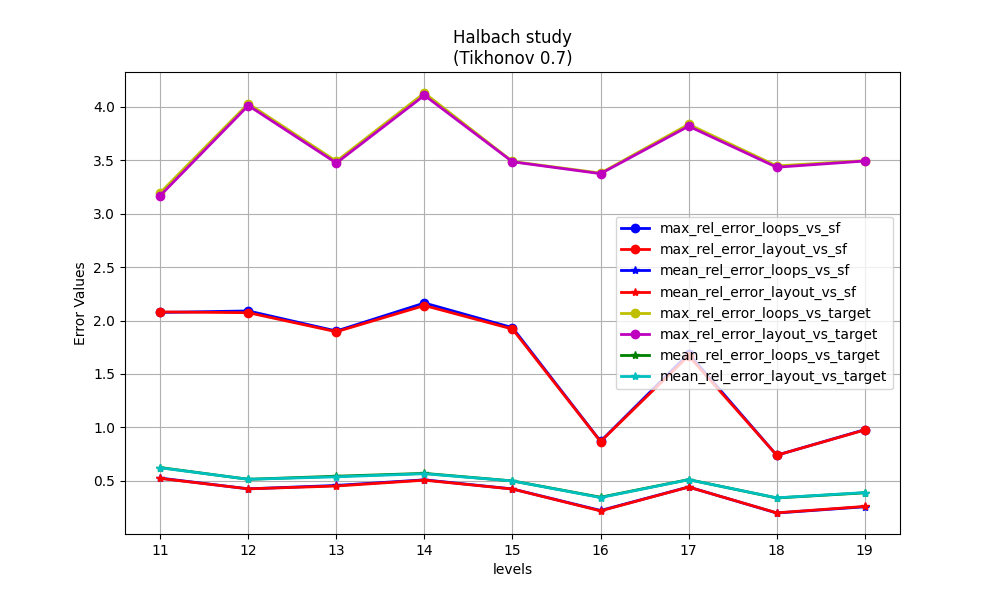 Halbach study
(Tikhonov 0.7)
Error Values
4.0
3.5
3.0
2.5
2.0
1.5
1.0
0.5
max_rel_error_loops_vs_sf
max_rel_error_layout_vs_sf
mean_rel_error_loops_vs_sf
mean_rel_error_layout_vs_sf
max_rel_error_loops_vs_target
max_rel_error_layout_vs_target
mean_rel_error_loops_vs_target
mean_rel_error_layout_vs_target
11 12 13 14 15 16 17 18 19
levels